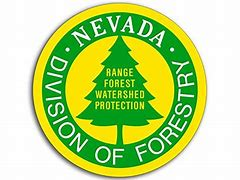 · NEVADA ·
DIVISION OF FORESTRY
RANGE
FOREST
WATERSHED
PROTECTION